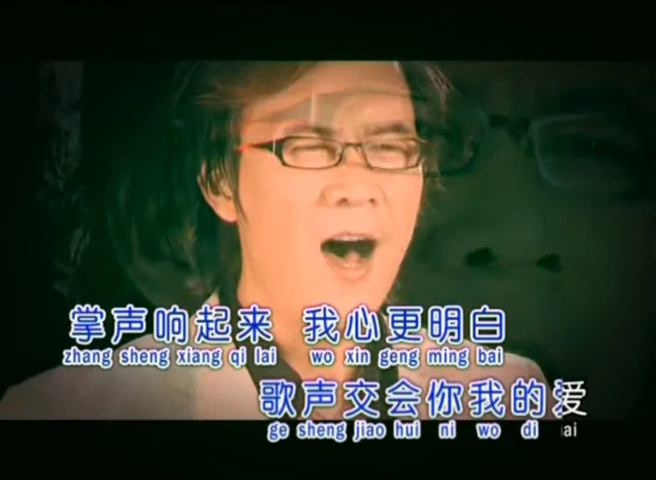 掌声响起来 我心更明白
zhang sheng xiang qi lai wo xin geng ming bai
歌声交会你我的爱
ge sheng jiao hui ni wo di ai